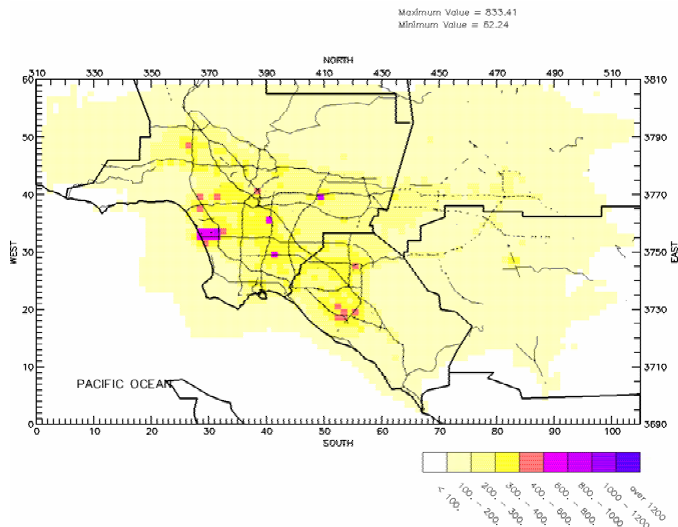 Maximum Value = 833.41
Minimum Value = 62.24
NORTH
310 330 350 370 390 410 430 450 470 490 510
60 3810
50 3790
40 3770
WEST 30 3750 EAST
20 3730
10 3710
PACIFIC OCEAN
0 3690
0 10 20 30 40 50 60 70 80 90 100
SOUTH
< 100.
100. -- 200.
200. -- 300.
300. -- 400.
400. -- 600.
600. -- 800.
800. -- 1000.
1000 -- 1200
over 1200